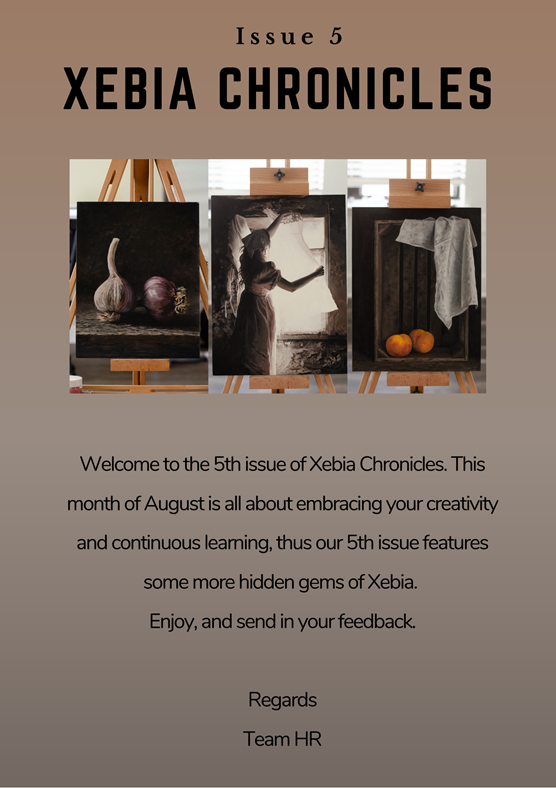 Issue 5
XEBIA CHRONICLES
Welcome to the 5th issue of Xebia Chronicles. This
month of August is all about embracing your creativity
and continuous learning, thus our 5th issue features
some more hidden gems of Xebia.
Enjoy, and send in your feedback.
Regards
Team HR